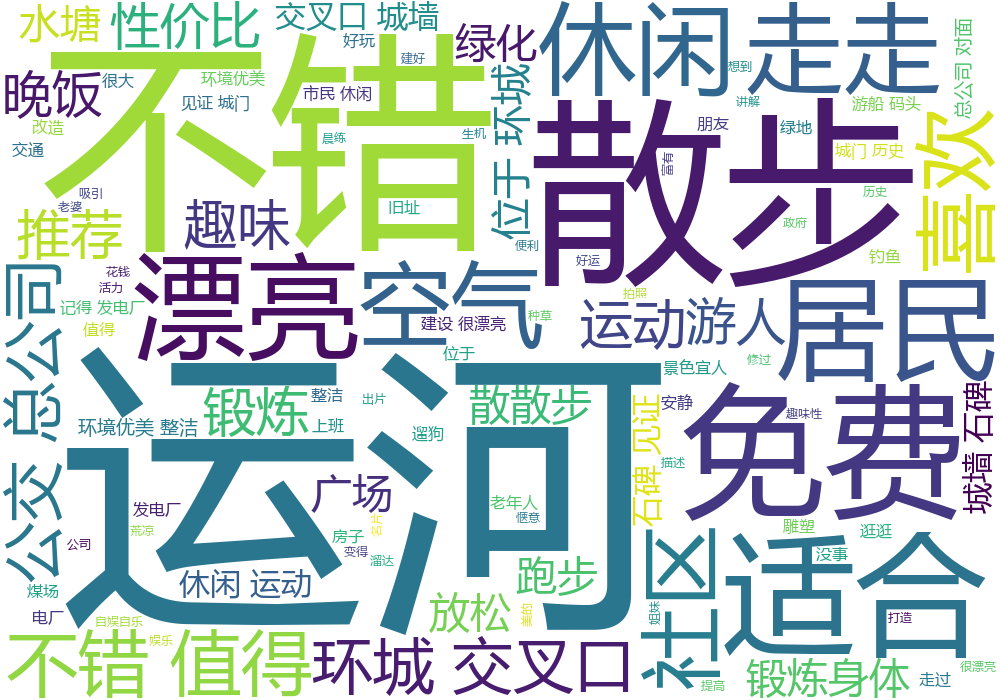 水塘
性价比
交叉口 城墙
好玩
建好
绿化
休闲
走走
想到
总公司 对面
不错
晚饭
很大
环境优美
见证 城门
市民 休闲
改造
晨练
生机
交通
环城
位于
散步
讲解
游船 码头
朋友
绿地
城门 历史
喜欢
富有
历史
吸引
老婆
旧址
推荐
趣味
便利
政府
钓鱼
好运
花钱
活力
漂亮
空气
拍照
记得 发电厂
值得
建设 很漂亮
种草
运动
游人
居民
总公司
位于
修过
景色宜人
运河
锻炼
整洁
出片
散散步
安静
趣味性
免费
城墙 石碑
环境优美 整洁
上班
遛狗
石碑 见证
描述
公交
广场
发电厂
荒凉
名片
老年人
惬意
雕塑
逛逛
公司
房子
变得
溜达
没事
煤场
休闲 运动
跑步
社区
适合
电厂
自娱自乐
娱乐
放松
美的
姐妹
打造
不错 值得
环城 交叉口
提高
锻炼身体
走过
很漂亮